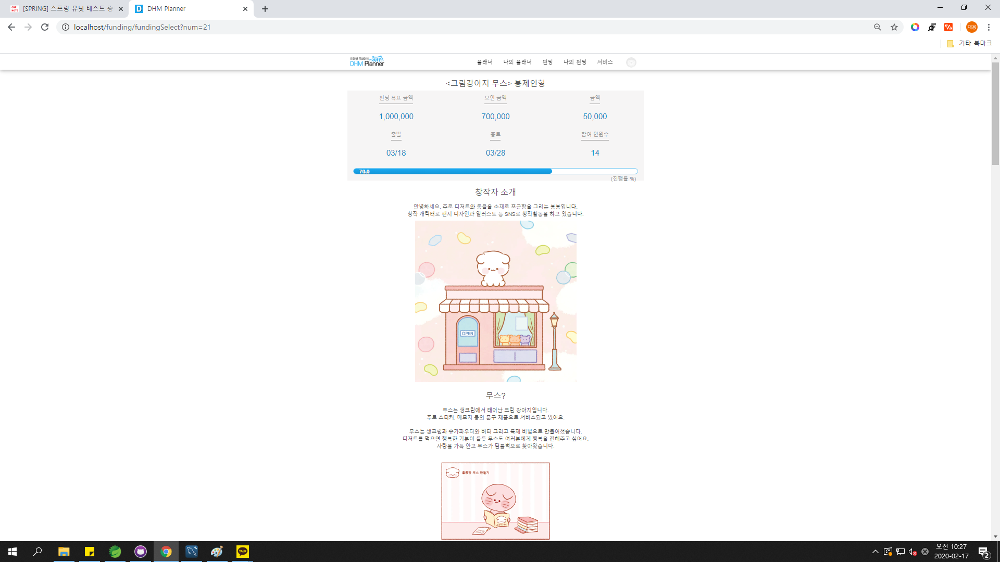 [SPRING] 스프링 유닛 테스트 중
DHM Planner
localhost/funding/fundingSelect?num=21
재용
기타 북마크
테마별 국내여행
DHM Planner
플래너 나의 플래너 펀딩 나의 펀딩 서비스
<크림강아지 무스> 봉제인형
펀딩 목표 금액 모인 금액 금액
1,000,000 700,000 50,000
출발 종료 참여 인원수
03/18 03/28 14
70.0
(진행률 %)
창작자 소개
안녕하세요. 주로 디저트와 동물을 소재로 포근함을 그리는 봉봉입니다.
창작 캐릭터로 팬시 디자인과 일러스트 등 SNS로 창작활동을 하고 있습니다.
OPEN
무스?
무스는 생크림에서 태어난 크림 강아지입니다.
주로 스티커, 메모지 등의 문구 제품으로 서비스되고 있어요.
무스는 생크림과 슈가파우더와 버터 그리고 특제 비법으로 만들어졌습니다.
디저트를 먹으면 행복한 기분이 들듯 무스도 여러분에게 행복을 전해주고 싶어요.
사랑을 가득 안고 무스가 텀블벅으로 찾아왔습니다.
훌륭한 무스 만들기
TALK
오전 10:27
2020-02-17
2